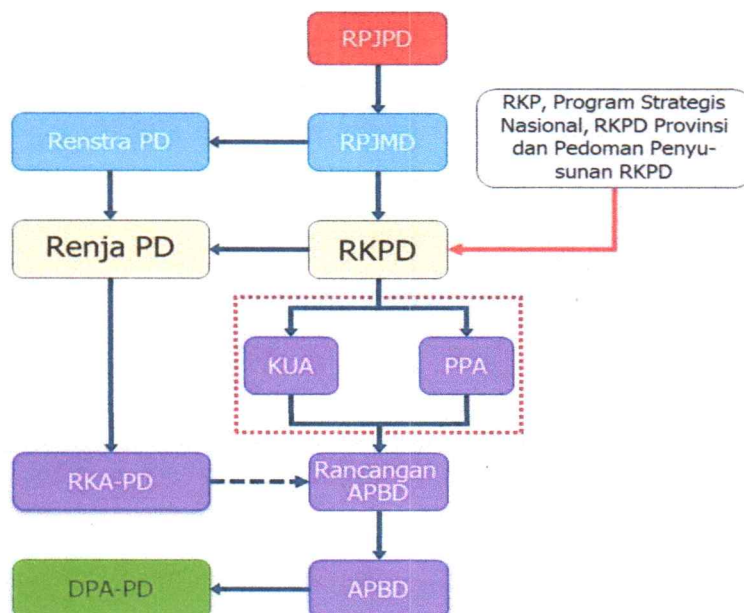 RPJPD
RKP, Program Strategis
Nasional, RKPD Provinsi
dan Pedoman Penyu-
sunan RKPD
Renstra PD
RPJMD
Renja PD
RKPD
KUA
PPA
RKA-PD
Rancangan
APBD
DPA-PD
APBD